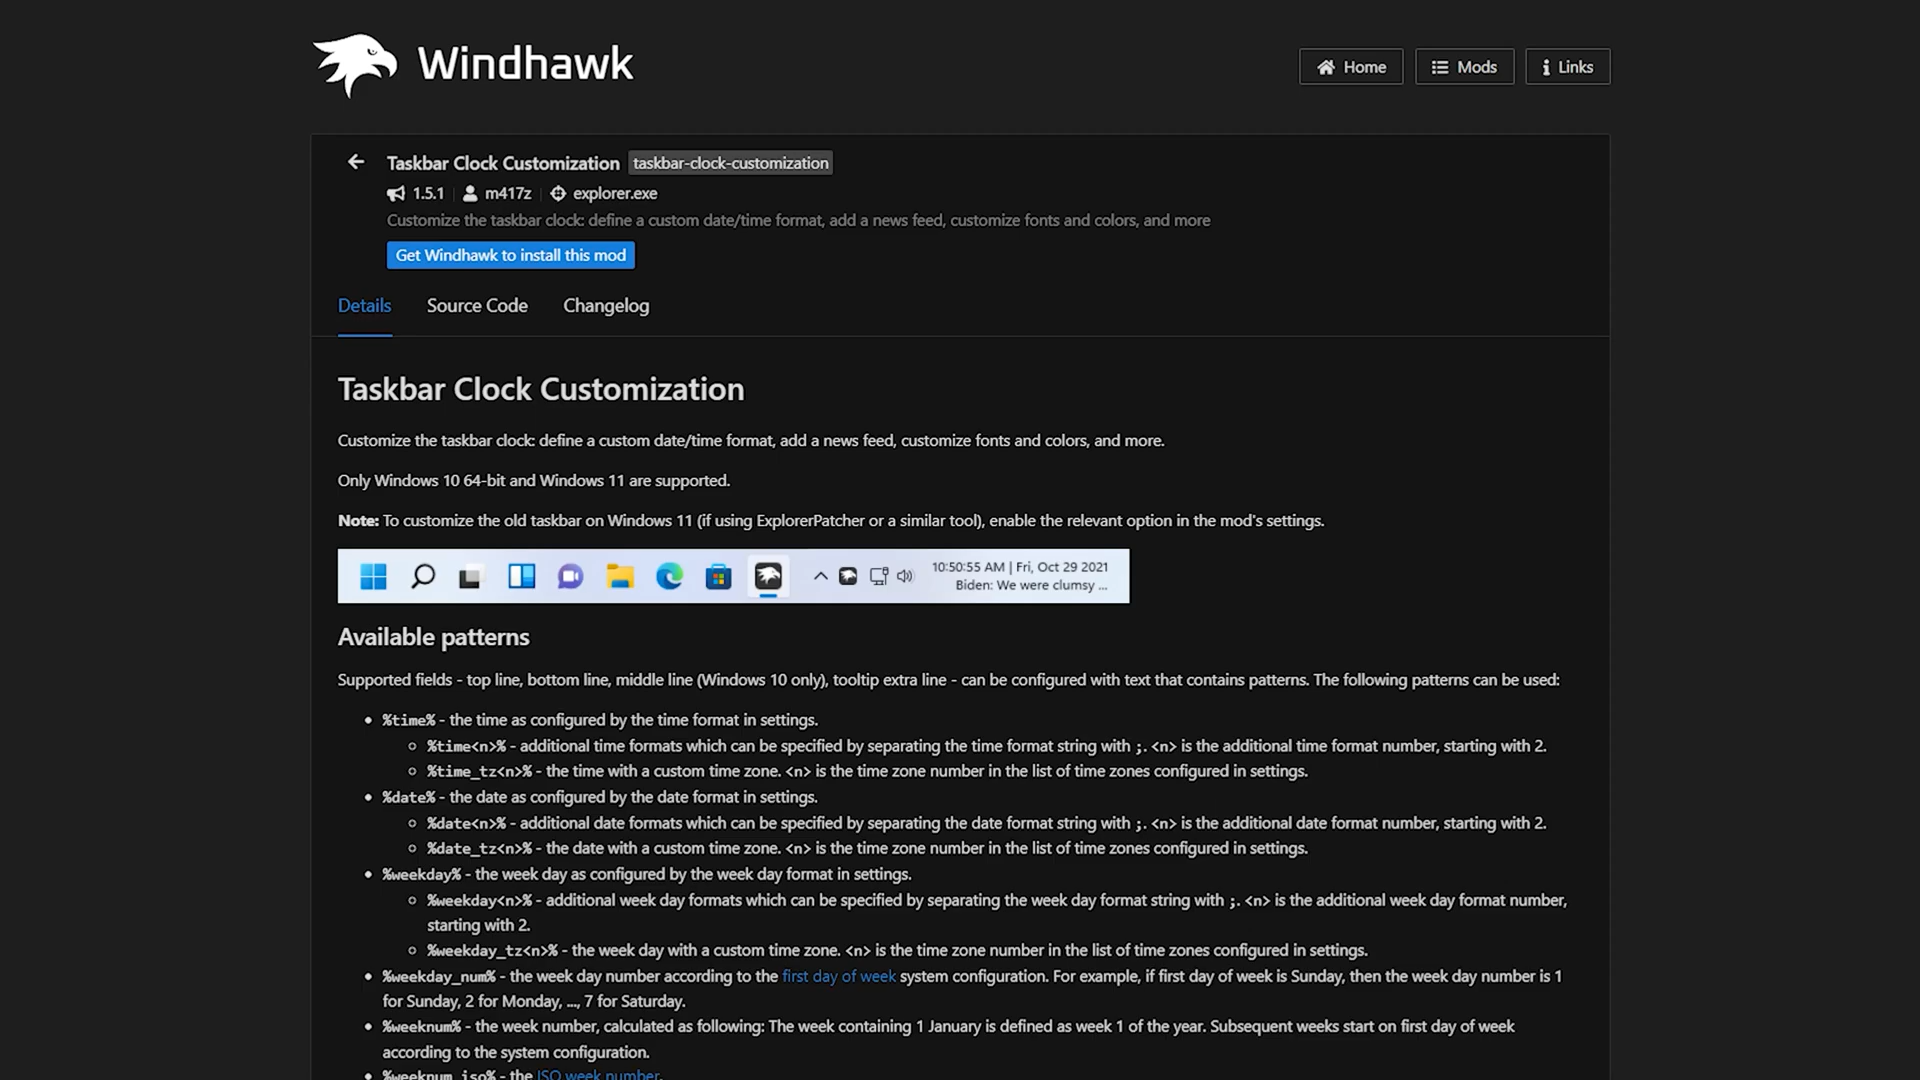 Windhawk
Home
Mods
Links
Taskbar Clock Customization taskbar-clock-customization
1.5.1 m417z explorer.exe
Customize the taskbar clock: define a custom date/time format, add a news feed, customize fonts and colors, and more
Get Windhawk to install this mod
Details Source Code Changelog
Taskbar Clock Customization
Customize the taskbar clock: define a custom date/time format, add a news feed, customize fonts and colors, and more.
Only Windows 10 64-bit and Windows 11 are supported.
Note: To customize the old taskbar on Windows 11 (if using ExplorerPatcher or a similar tool), enable the relevant option in the mod's settings.
10:50:55 AM | Fri, Oct 29 2021
Biden: We were clumsy ...
Available patterns
Supported fields - top line, bottom line, middle line (Windows 10 only), tooltip extra line - can be configured with text that contains patterns. The following patterns can be used:
• %time% - the time as configured by the time format in settings.
◦ %time<n>% - additional time formats which can be specified by separating the time format string with ;. <n> is the additional time format number, starting with 2.
◦ %time_tz<n>% - the time with a custom time zone. <n> is the time zone number in the list of time zones configured in settings.
• %date% - the date as configured by the date format in settings.
◦ %date<n>% - additional date formats which can be specified by separating the date format string with ;. <n> is the additional date format number, starting with 2.
◦ %date_tz<n>% - the date with a custom time zone. <n> is the time zone number in the list of time zones configured in settings.
• %weekday% - the week day as configured by the week day format in settings.
◦ %weekday<n>% - additional week day formats which can be specified by separating the week day format string with ;. <n> is the additional week day format number,
starting with 2.
◦ %weekday_tz<n>% - the week day with a custom time zone. <n> is the time zone number in the list of time zones configured in settings.
• %weekday_num% - the week day number according to the first day of week system configuration. For example, if first day of week is Sunday, then the week day number is 1
for Sunday, 2 for Monday, ..., 7 for Saturday.
• %weeknum% - the week number, calculated as following: The week containing 1 January is defined as week 1 of the year. Subsequent weeks start on first day of week
according to the system configuration.
• %weeknum_iso% - the ISO week number.